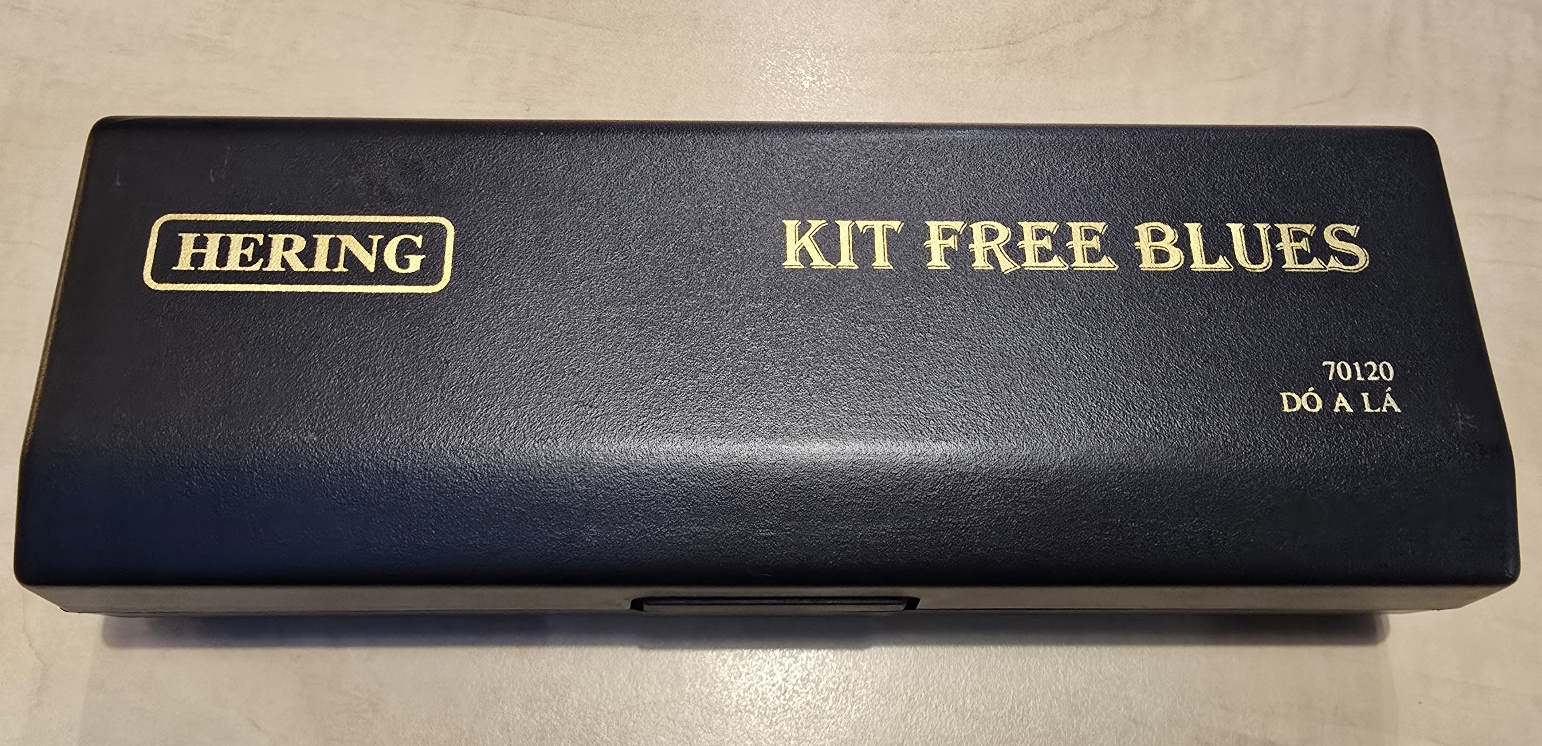 HERING
KIT FREE BLUES
70120
DÓ A LÁ